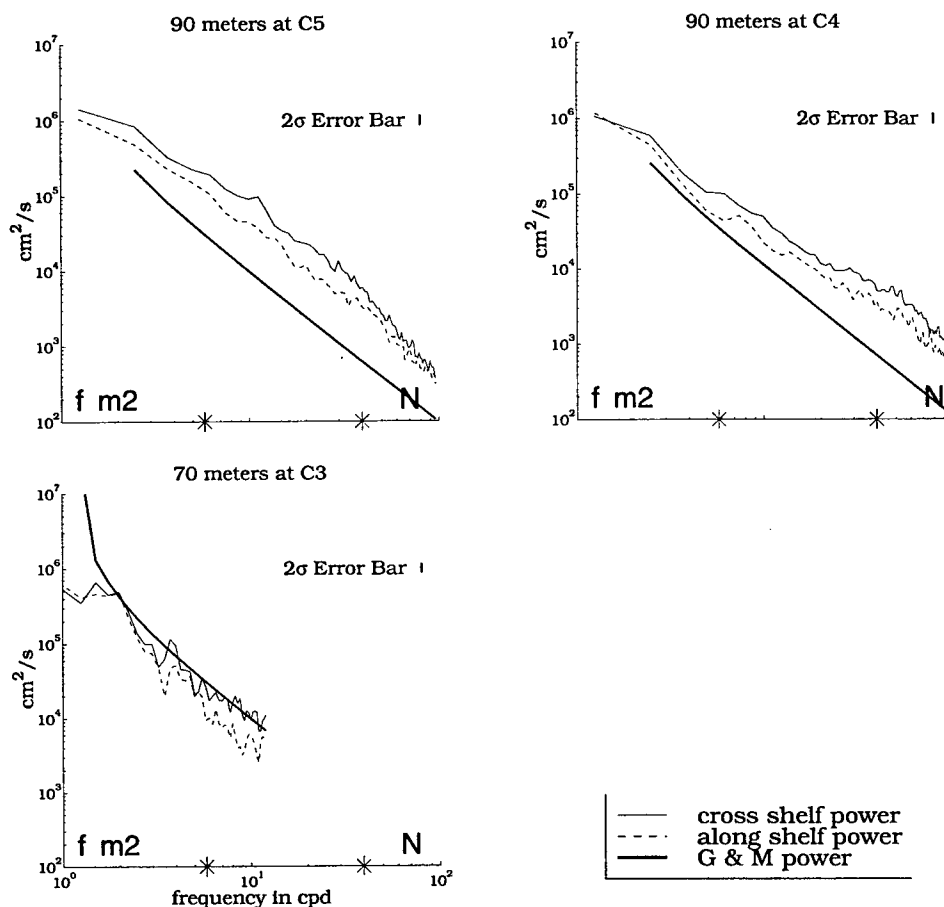 90 meters at C5
10^7
10^6
10^5
10^4
10^3
10^2
cm^2/s
2σ Error Bar
f m2
N
90 meters at C4
10^7
10^6
10^5
10^4
10^3
10^2
cm^2/s
2σ Error Bar
f m2
N
70 meters at C3
10^7
10^6
10^5
10^4
10^3
10^2
cm^2/s
2σ Error Bar
f m2
N
10^0
10^1
10^2
frequency in cpd
cross shelf power
along shelf power
G & M power